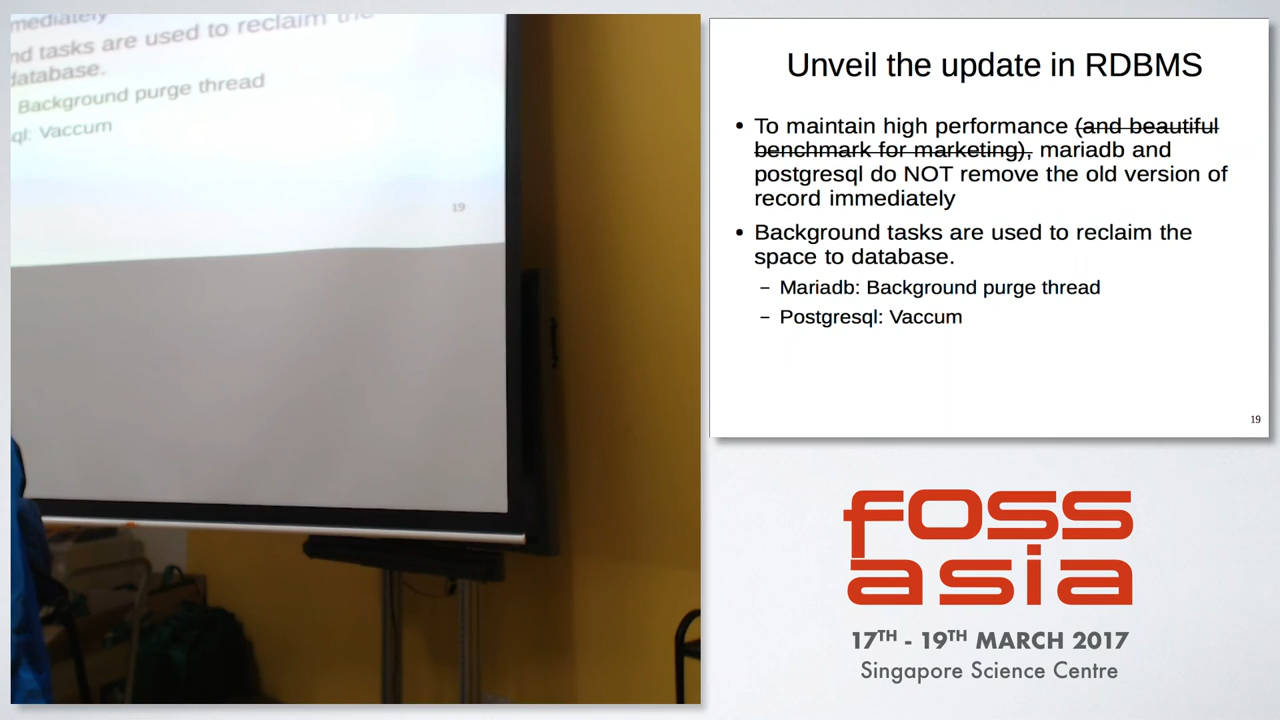 mediately
nd tasks are used to reclaim the
database.
Background purge thread
ql: Vaccum
19
Unveil the update in RDBMS
• To maintain high performance (and beautiful
benchmark for marketing), mariadb and
postgresql do NOT remove the old version of
record immediately
• Background tasks are used to reclaim the
space to database.
– Mariadb: Background purge thread
– Postgresql: Vaccum
19
foss
asia
17TH - 19TH MARCH 2017
Singapore Science Centre